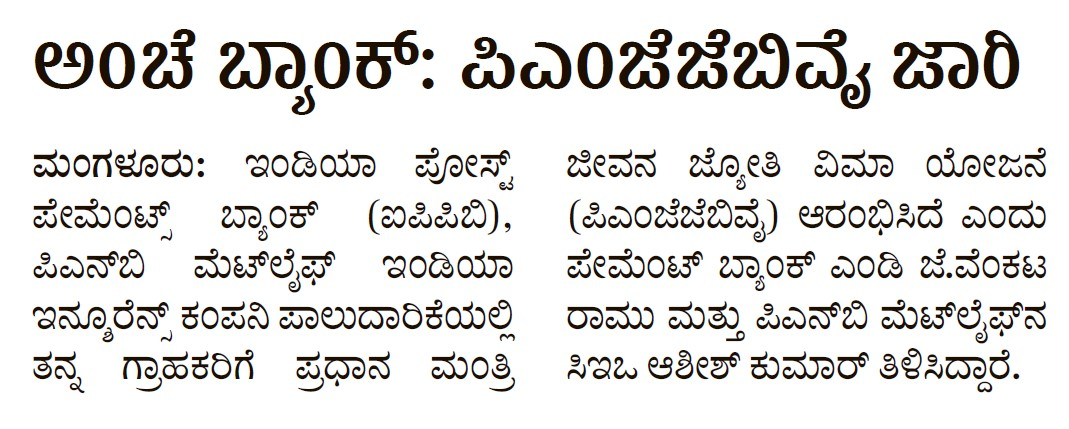 ಅಂಚೆ ಬ್ಯಾಂಕ್: ಪಿಎಂಜೆಜೆಬಿವೈ ಜಾರಿ
ಮಂಗಳೂರು: ಇಂಡಿಯಾ ಪೋಸ್ಟ್
ಪೇಮೆಂಟ್ಸ್ ಬ್ಯಾಂಕ್ (ಐಪಿಪಿಬಿ),
ಪಿಎನ್‌ಬಿ ಮೆಟ್‌ಲೈಫ್ ಇಂಡಿಯಾ
ಇನ್ಶೂರೆನ್ಸ್ ಕಂಪನಿ ಪಾಲುದಾರಿಕೆಯಲ್ಲಿ
ತನ್ನ ಗ್ರಾಹಕರಿಗೆ ಪ್ರಧಾನ ಮಂತ್ರಿ
ಜೀವನ ಜ್ಯೋತಿ ವಿಮಾ ಯೋಜನೆ
(ಪಿಎಂಜೆಜೆಬಿವೈ) ಆರಂಭಿಸಿದೆ ಎಂದು
ಪೇಮೆಂಟ್ ಬ್ಯಾಂಕ್ ಎಂಡಿ ಜೆ.ವೆಂಕಟ
ರಾಮು ಮತ್ತು ಪಿಎನ್‌ಬಿ ಮೆಟ್‌ಲೈಫ್‌ನ
ಸಿಇಒ ಆಶೀಶ್ ಕುಮಾರ್ ತಿಳಿಸಿದ್ದಾರೆ.